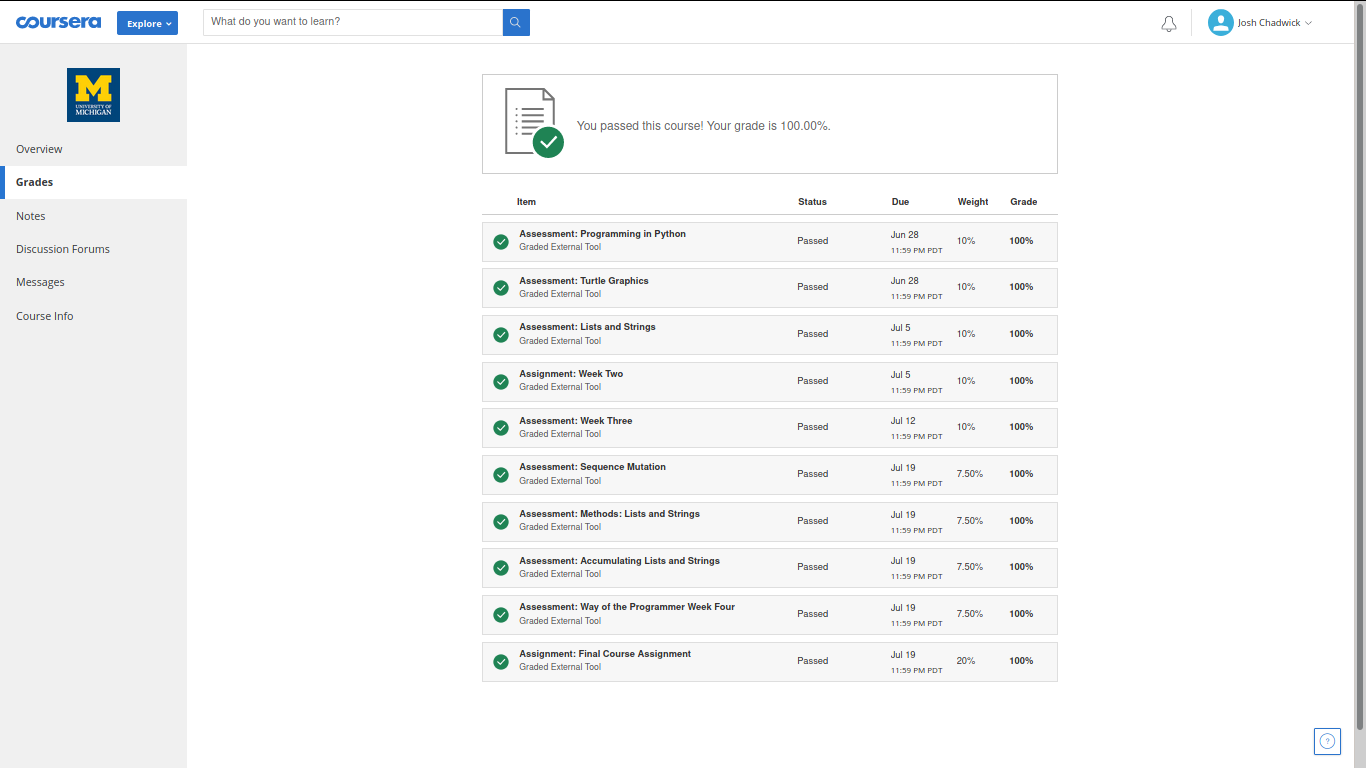 coursera
Explore
What do you want to learn?
Josh Chadwick
M
UNIVERSITY OF
MICHIGAN
Overview
Grades
Notes
Discussion Forums
Messages
Course Info
You passed this course! Your grade is 100.00%.
Item Status Due Weight Grade
Assessment: Programming in Python
Graded External Tool
Passed
Jun 28
11:59 PM PDT
10%
100%
Assessment: Turtle Graphics
Graded External Tool
Passed
Jun 28
11:59 PM PDT
10%
100%
Assessment: Lists and Strings
Graded External Tool
Passed
Jul 5
11:59 PM PDT
10%
100%
Assignment: Week Two
Graded External Tool
Passed
Jul 5
11:59 PM PDT
10%
100%
Assessment: Week Three
Graded External Tool
Passed
Jul 12
11:59 PM PDT
10%
100%
Assessment: Sequence Mutation
Graded External Tool
Passed
Jul 19
11:59 PM PDT
7.50%
100%
Assessment: Methods: Lists and Strings
Graded External Tool
Passed
Jul 19
11:59 PM PDT
7.50%
100%
Assessment: Accumulating Lists and Strings
Graded External Tool
Passed
Jul 19
11:59 PM PDT
7.50%
100%
Assessment: Way of the Programmer Week Four
Graded External Tool
Passed
Jul 19
11:59 PM PDT
7.50%
100%
Assignment: Final Course Assignment
Graded External Tool
Passed
Jul 19
11:59 PM PDT
20%
100%
?